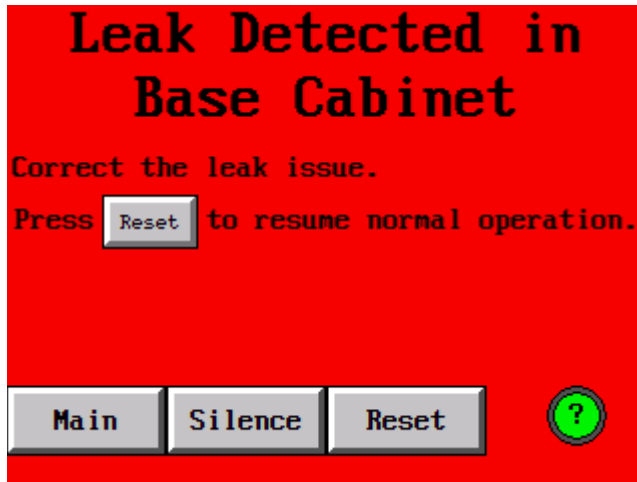 Leak Detected in
Base Cabinet
Correct the leak issue.
Press Reset to resume normal operation.
Main Silence Reset ?